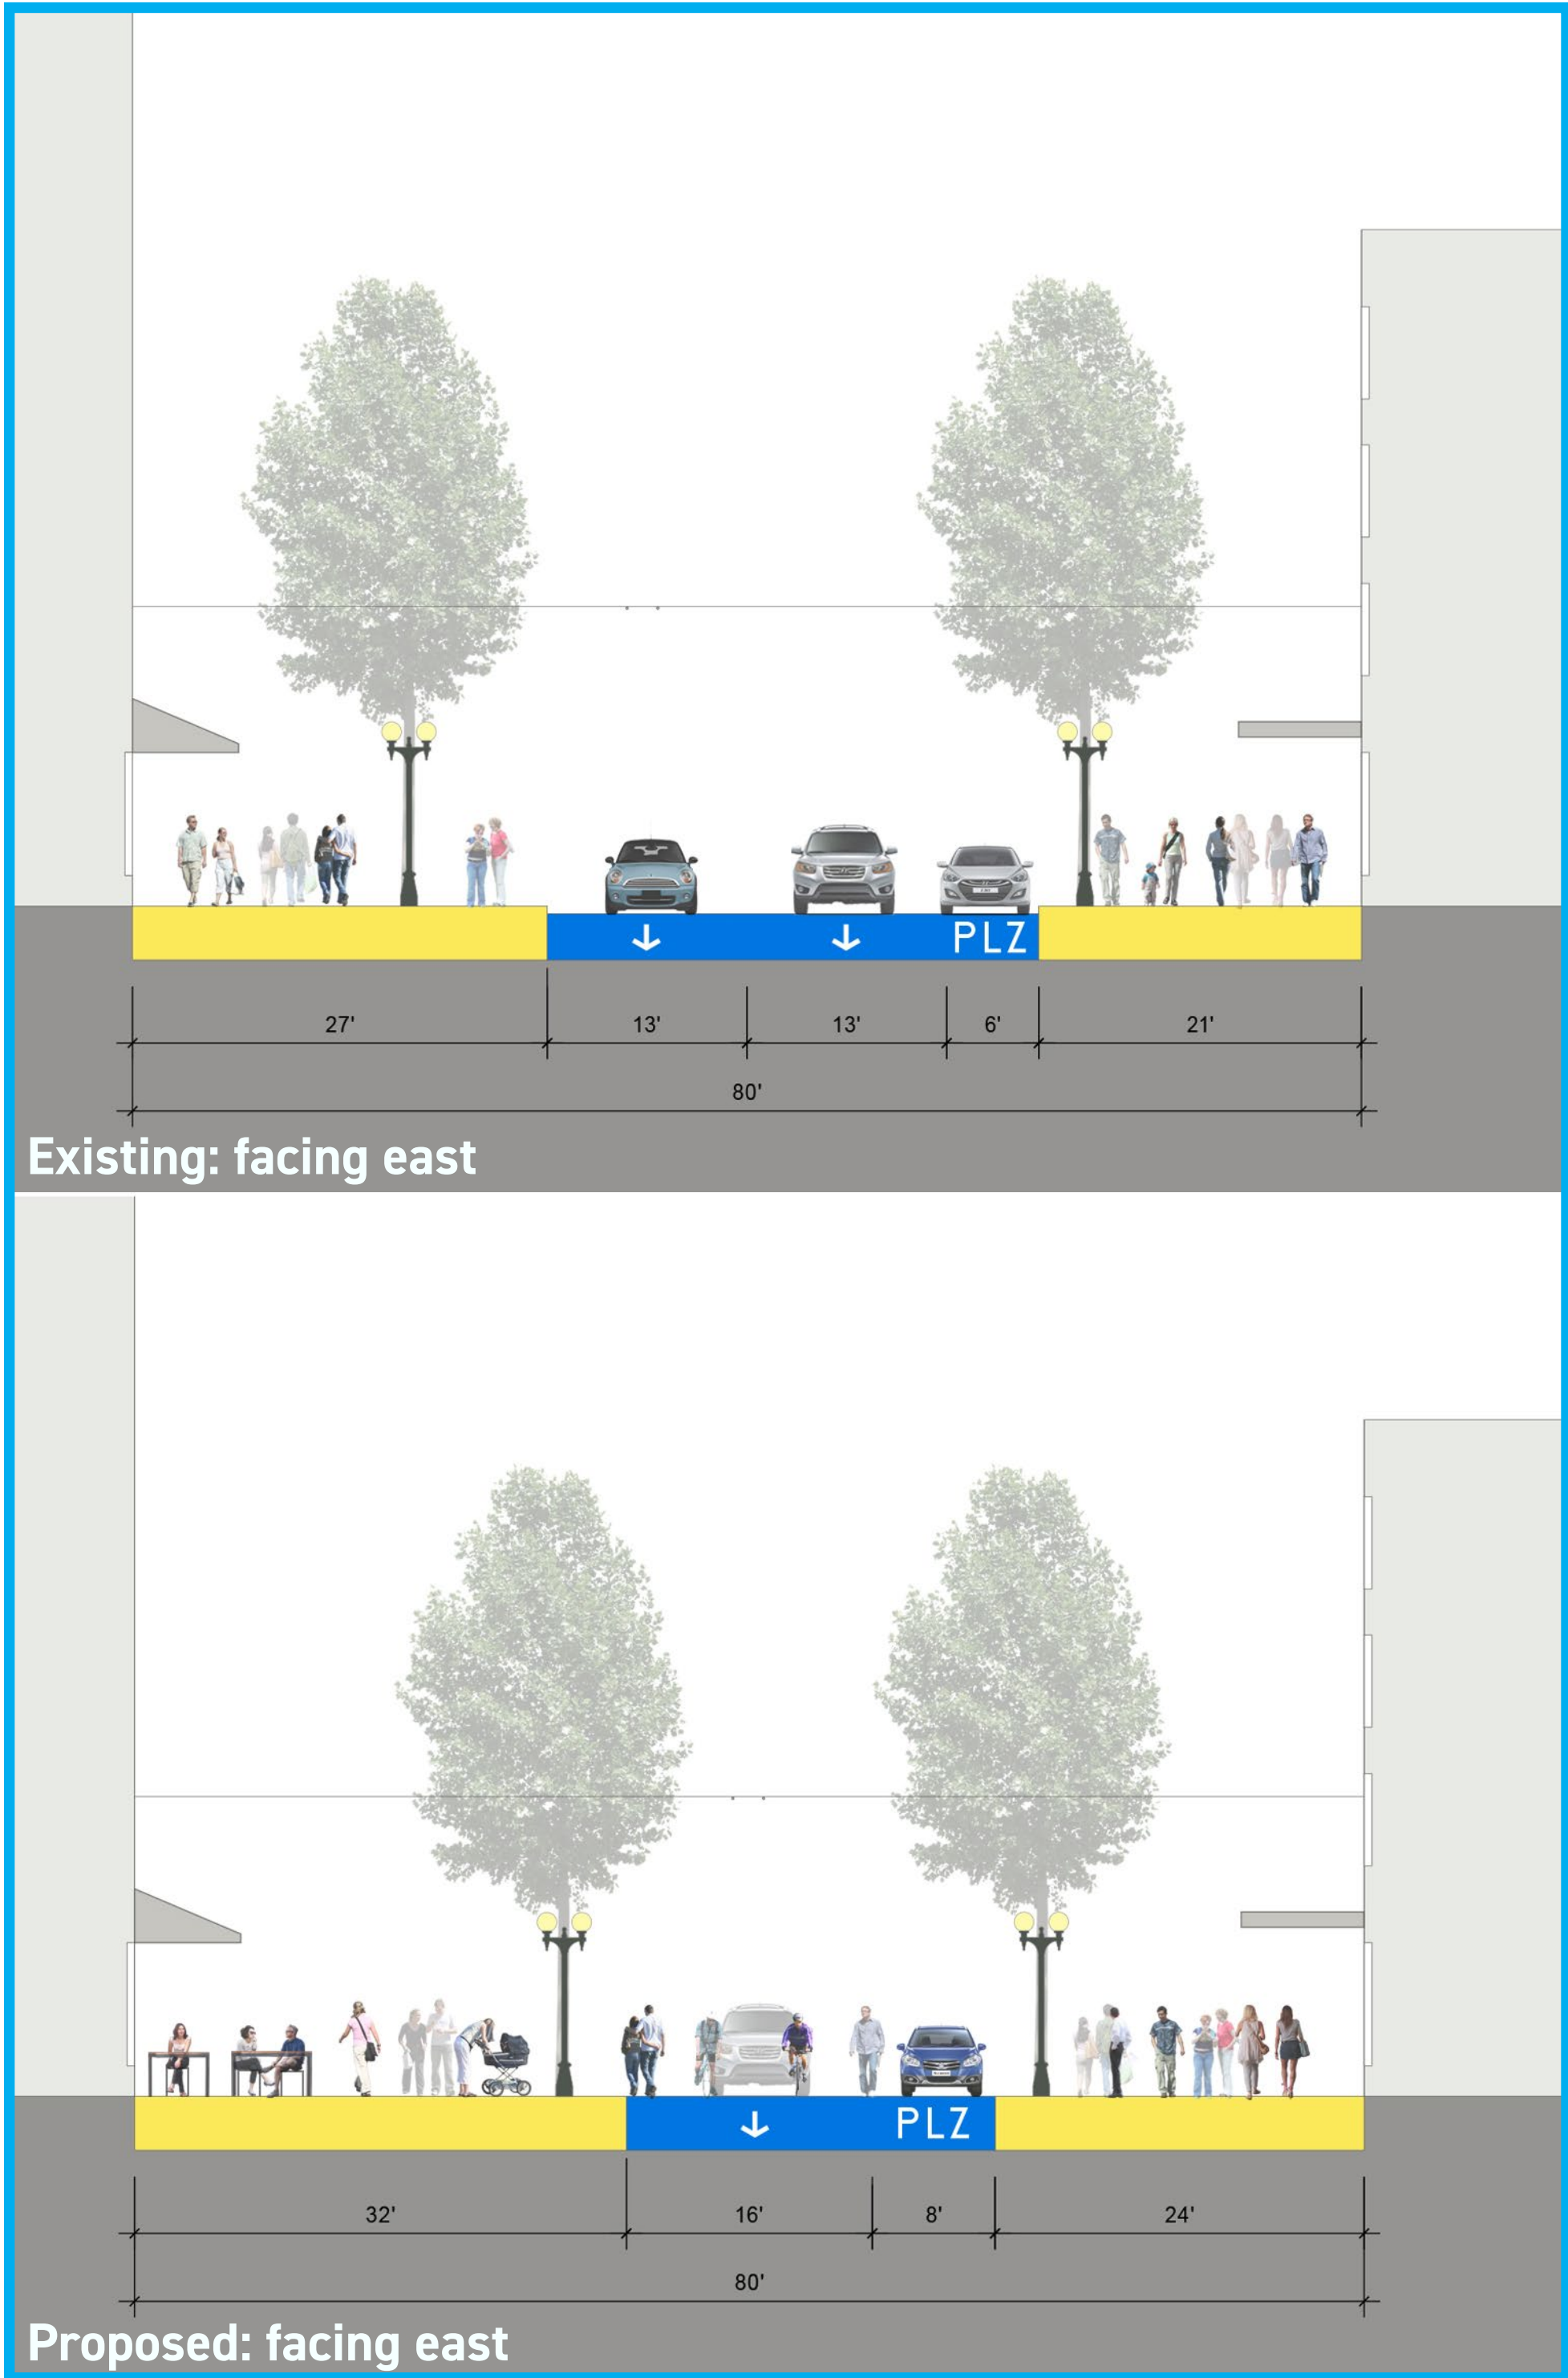 ↓ ↓ PLZ
27' 13' 13' 6' 21'
80'
Existing: facing east
↓ PLZ
32' 16' 8' 24'
80'
Proposed: facing east